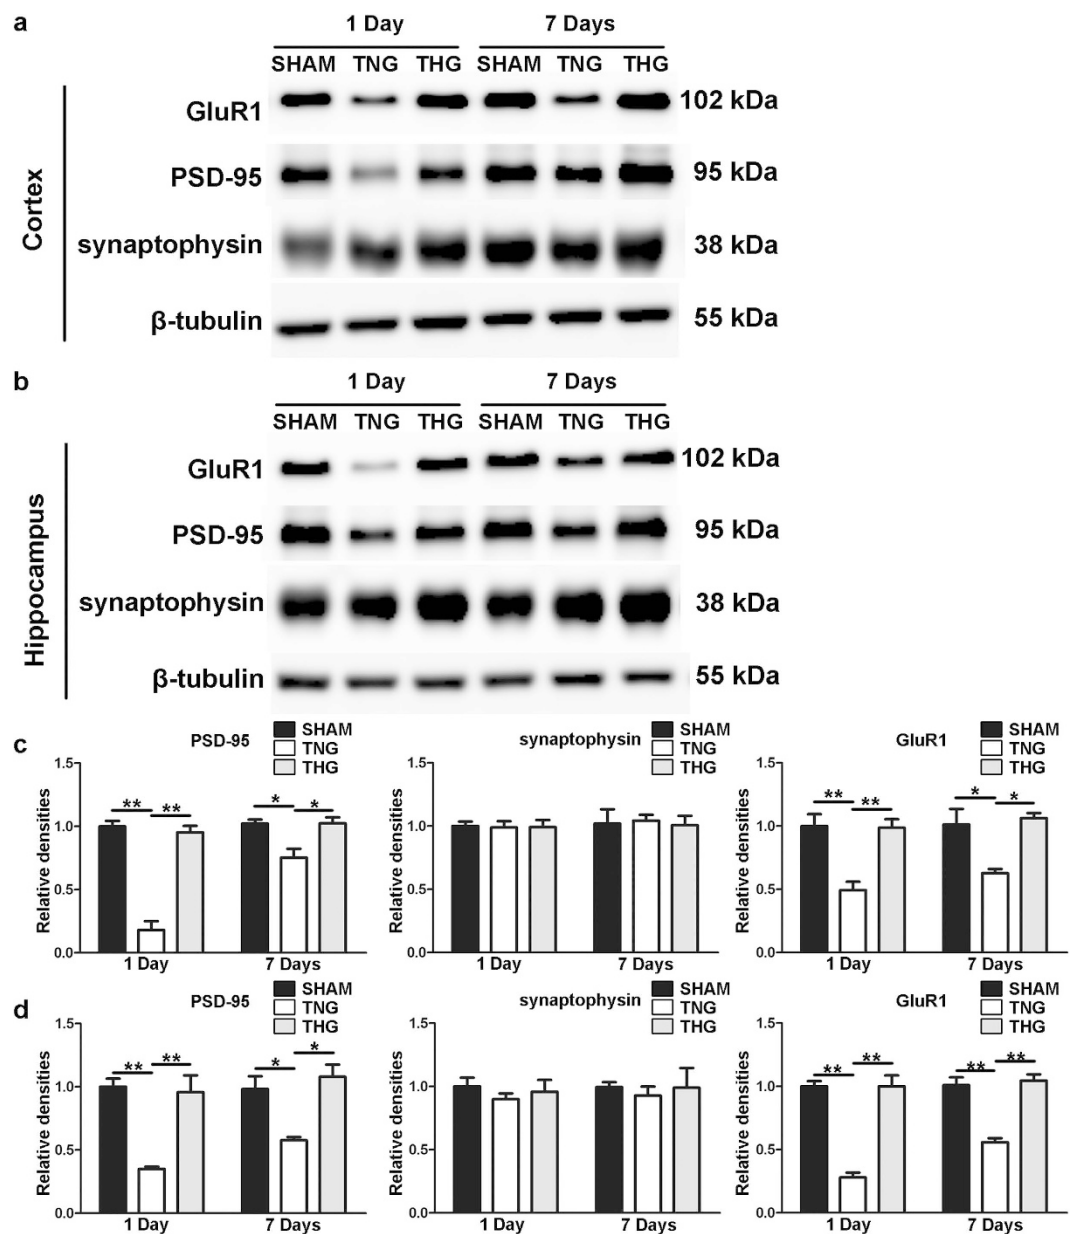 a
1 Day 7 Days
SHAM TNG THG SHAM TNG THG
Cortex
GluR1 102 kDa
PSD-95 95 kDa
synaptophysin 38 kDa
β-tubulin 55 kDa
b
1 Day 7 Days
SHAM TNG THG SHAM TNG THG
Hippocampus
GluR1 102 kDa
PSD-95 95 kDa
synaptophysin 38 kDa
β-tubulin 55 kDa
c
PSD-95
SHAM
TNG
THG
Relative densities
1.5
1.0
0.5
0.0
** ** * *
1 Day 7 Days
synaptophysin
SHAM
TNG
THG
Relative densities
1.5
1.0
0.5
0.0
1 Day 7 Days
GluR1
SHAM
TNG
THG
Relative densities
1.5
1.0
0.5
0.0
** ** * *
1 Day 7 Days
d
PSD-95
SHAM
TNG
THG
Relative densities
1.5
1.0
0.5
0.0
** ** * *
1 Day 7 Days
synaptophysin
SHAM
TNG
THG
Relative densities
1.5
1.0
0.5
0.0
1 Day 7 Days
GluR1
SHAM
TNG
THG
Relative densities
1.5
1.0
0.5
0.0
** ** ** **
1 Day 7 Days